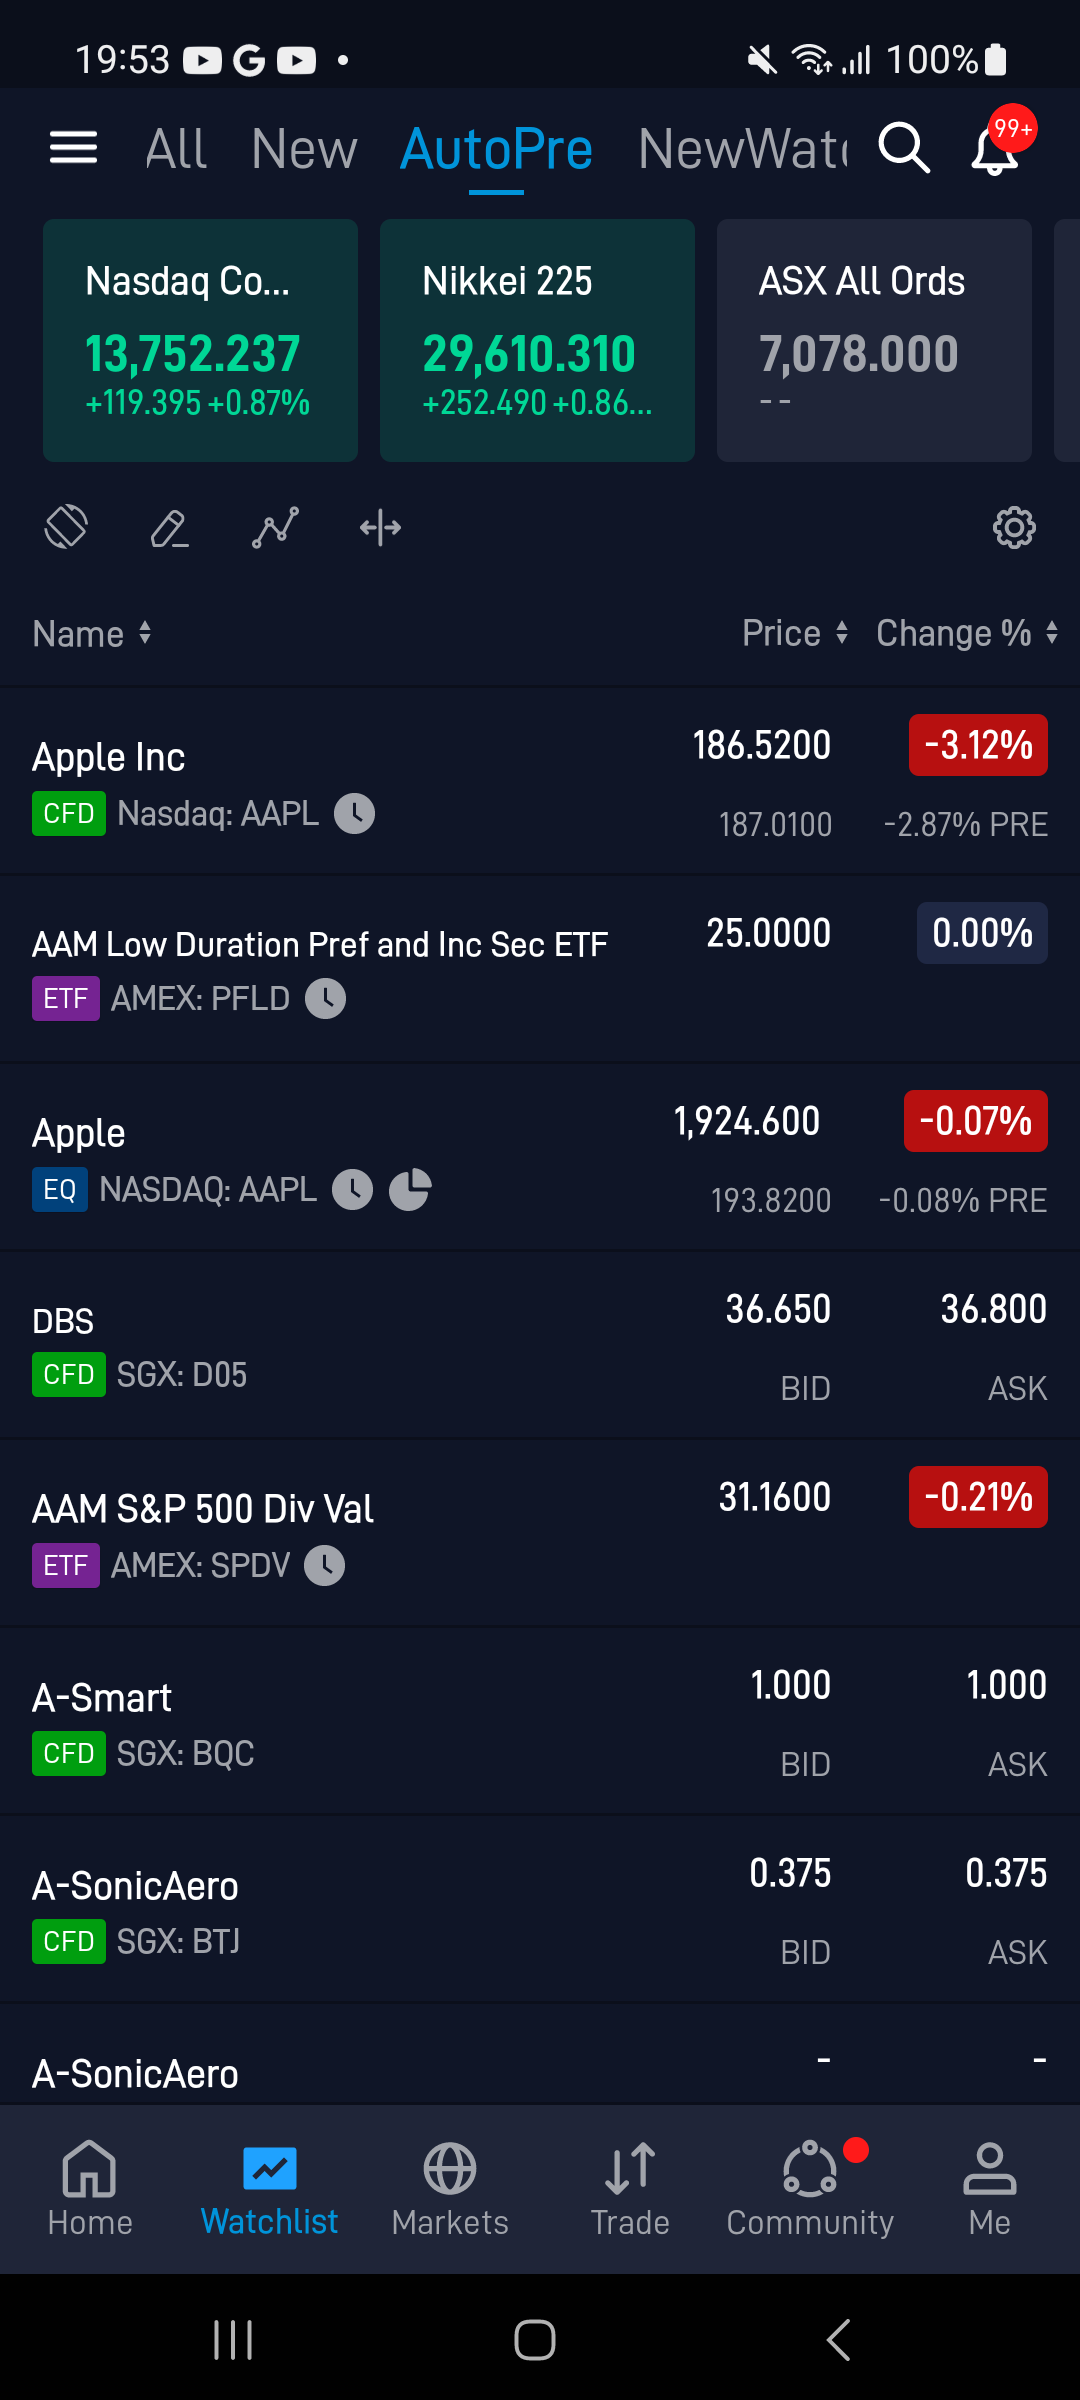 19:53
100%
All New AutoPre NewWatc
99+
Nasdaq Co... Nikkei 225 ASX All Ords
13,752.237 29,610.310 7,078.000
+119.395 +0.87% +252.490 +0.86... - -
Name Price Change %
Apple Inc 186.5200 -3.12%
CFD Nasdaq: AAPL 187.0100 -2.87% PRE
AAM Low Duration Pref and Inc Sec ETF 25.0000 0.00%
ETF AMEX: PFLD
Apple 1,924.600 -0.07%
EQ NASDAQ: AAPL 193.8200 -0.08% PRE
DBS 36.650 36.800
CFD SGX: D05 BID ASK
AAM S&P 500 Div Val 31.1600 -0.21%
ETF AMEX: SPDV
A-Smart 1.000 1.000
CFD SGX: BQC BID ASK
A-SonicAero 0.375 0.375
CFD SGX: BTJ BID ASK
A-SonicAero - -
Home Watchlist Markets Trade Community Me